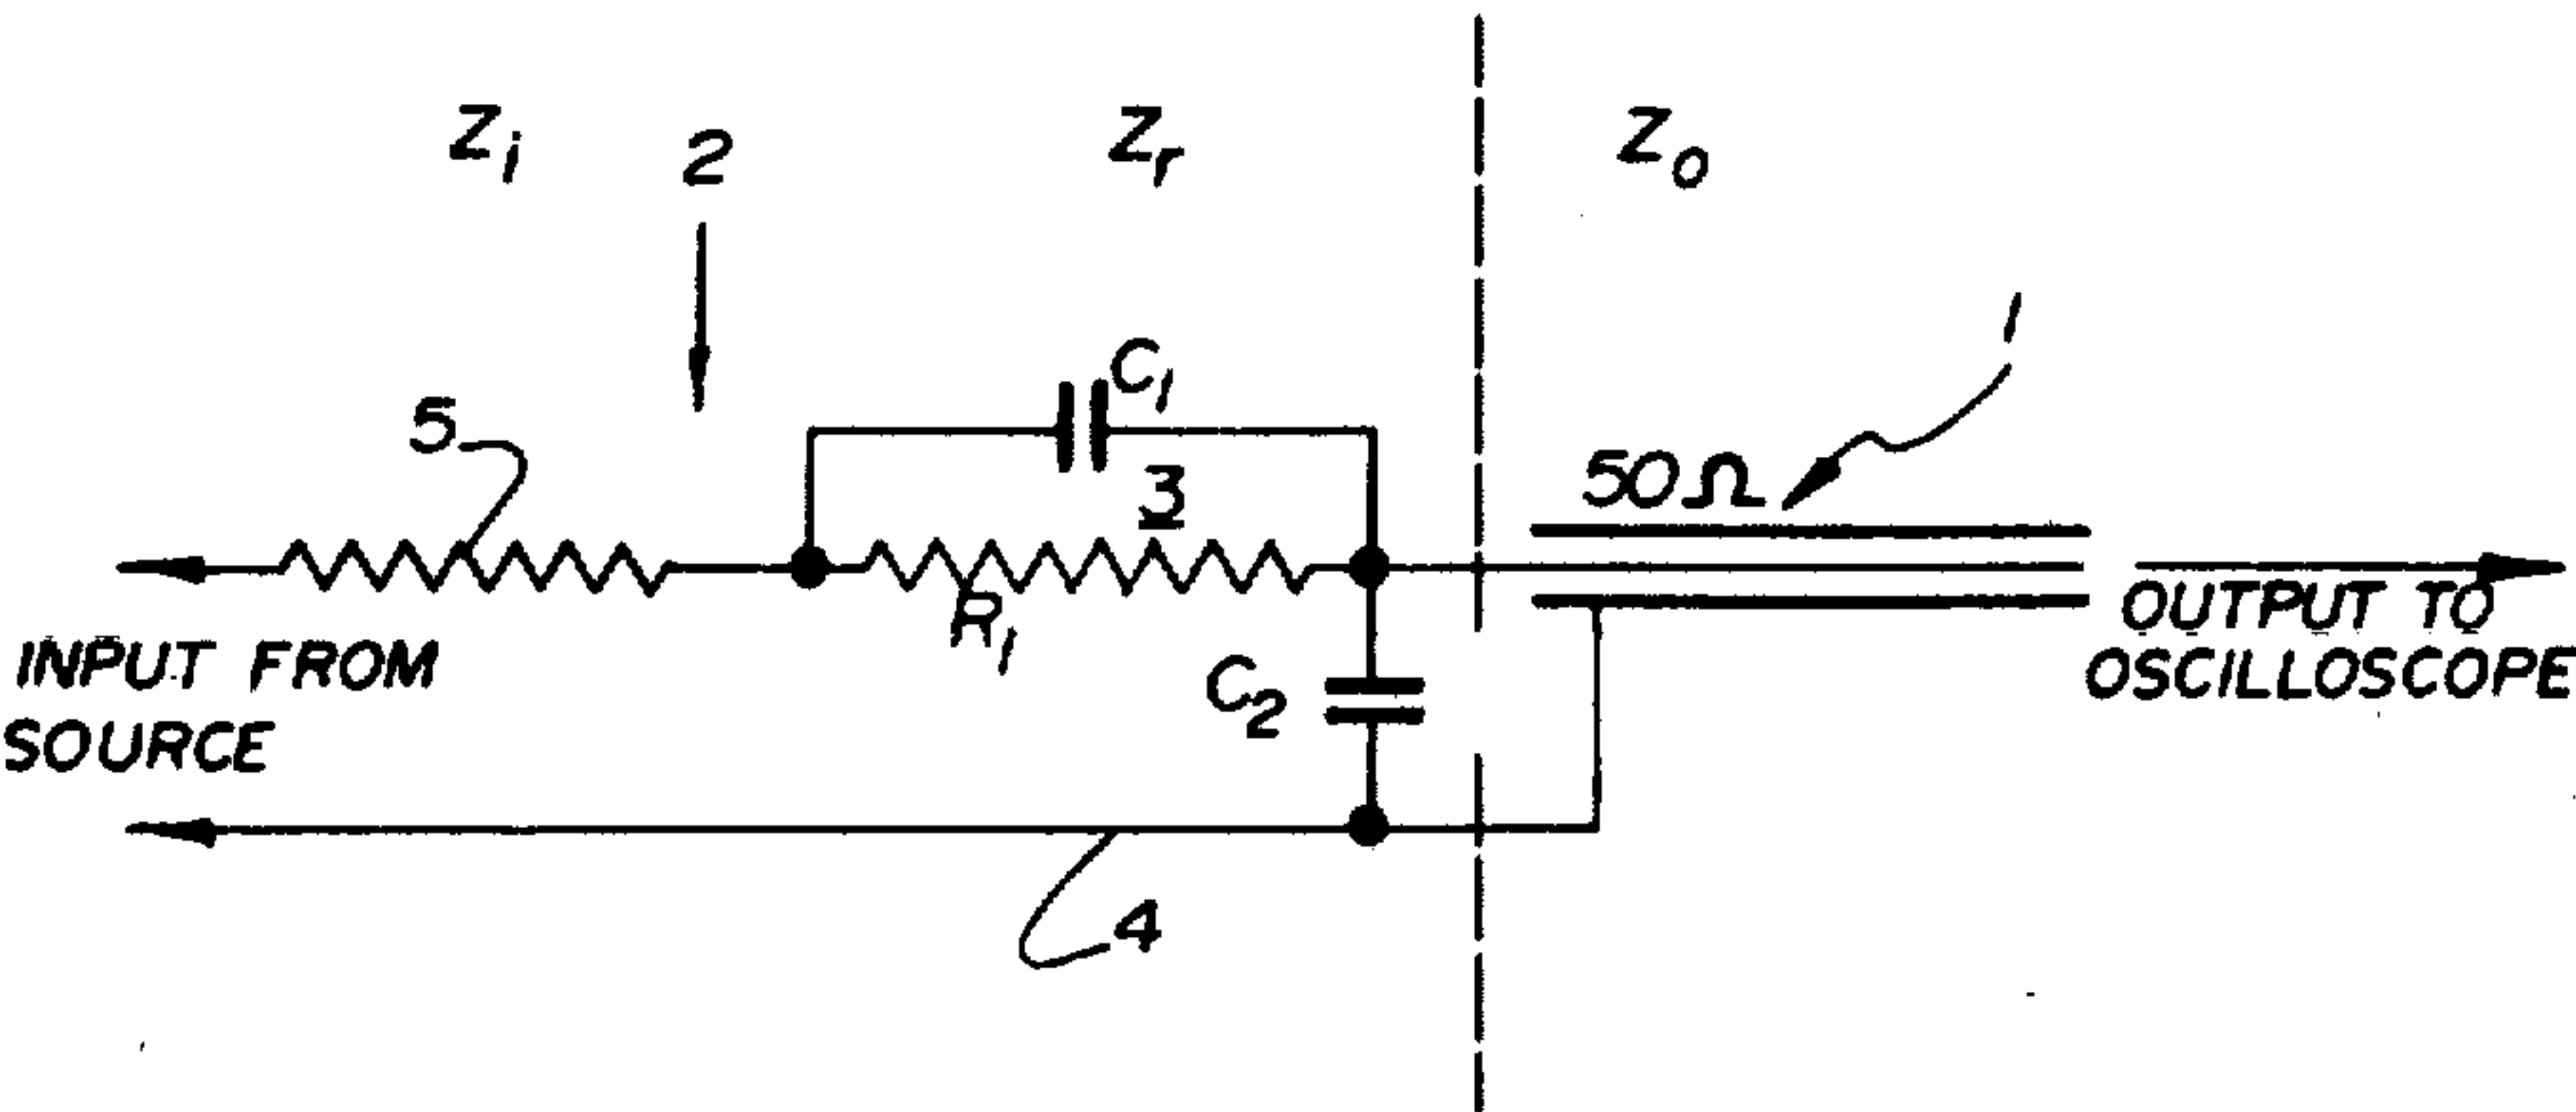 Zi
2
Zr
Zo
1
C1
5
3
50Ω
R1
INPUT FROM
SOURCE
C2
OUTPUT TO
OSCILLOSCOPE
4